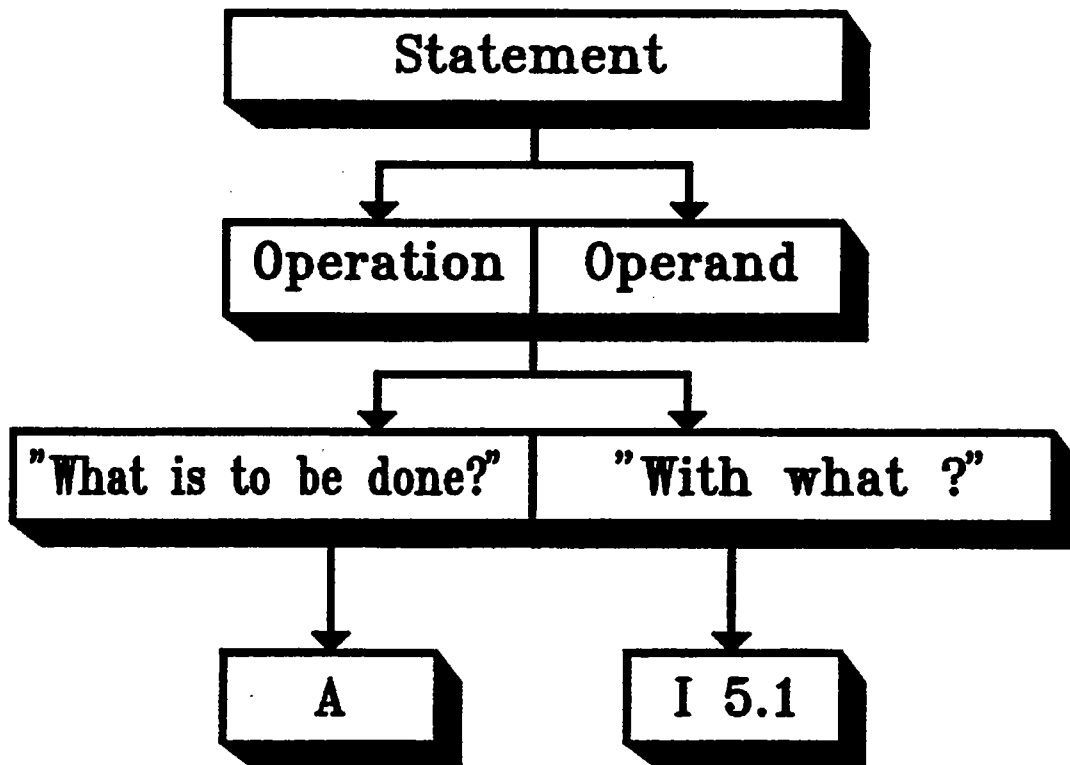 Statement
Operation Operand
"What is to be done?" "With what ?"
A I 5.1